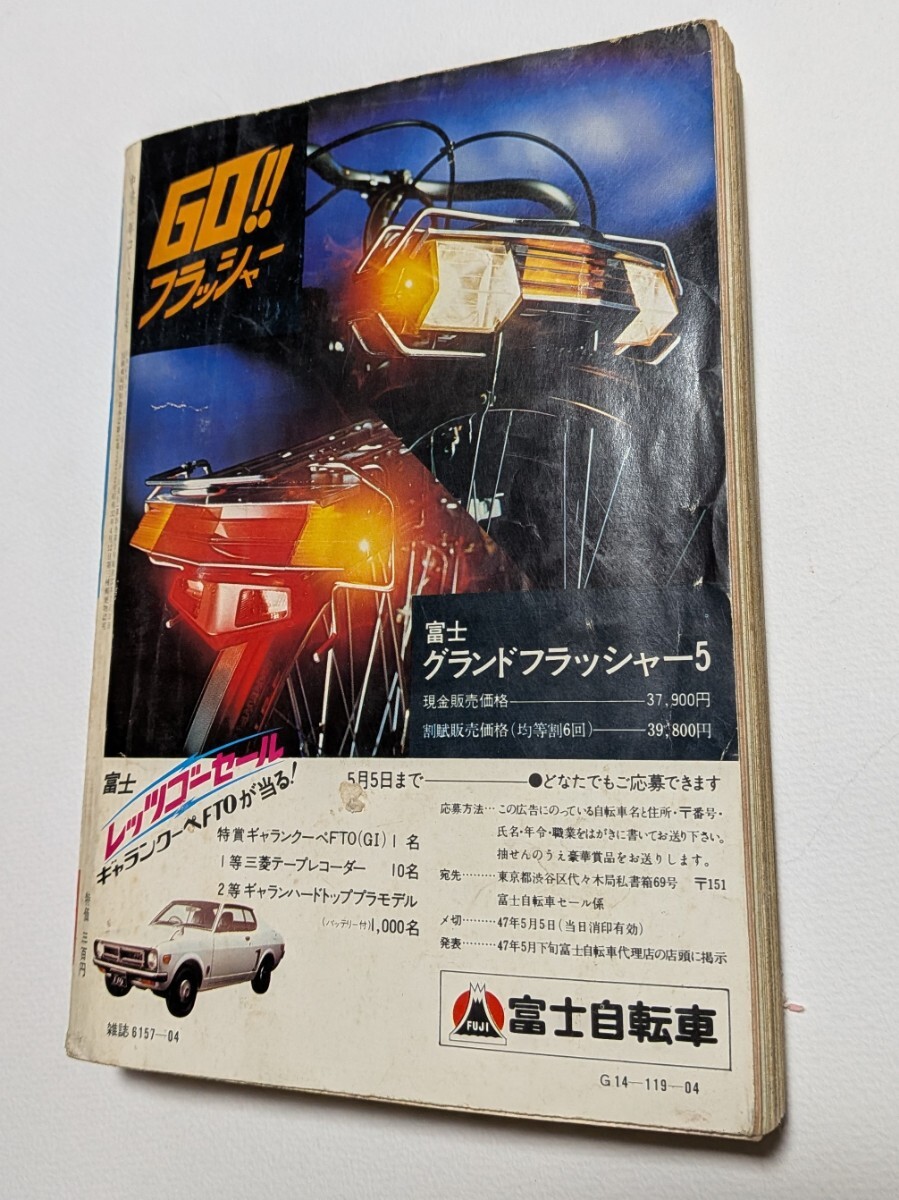 GO!!
フラッシャー
富士
グランドフラッシャー5
現金販売価格 37,900円
割賦販売価格(均等割6回) 39,800円
富士
レッツゴーセール
ギャランクーペFTOが当る!
5月5日まで ●どなたでもご応募できます
特賞 ギャランクーペFTO(GI) 1名
1等 三菱テープレコーダー 10名
2等 ギャランハードトッププラモデル
(バッテリー付) 1,000名
応募方法…この広告にのっている自転車名と住所・〒番号・
氏名・年令・職業をはがきに書いてお送り下さい。
抽せんのうえ豪華賞品をお送りします。
宛先………東京都渋谷区代々木局私書箱69号 〒151
富士自転車セール係
〆切………47年5月5日(当日消印有効)
発表………47年5月下旬富士自転車代理店の店頭に掲示
FUJI
富士自転車
雑誌 6157-04
G 14-119-04